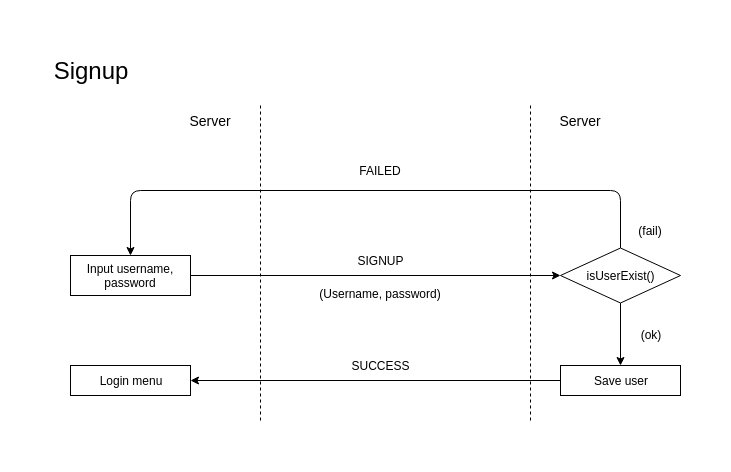 Signup
Server
Server
FAILED
(fail)
Input username,
password
SIGNUP
(Username, password)
isUserExist()
(ok)
Login menu
SUCCESS
Save user